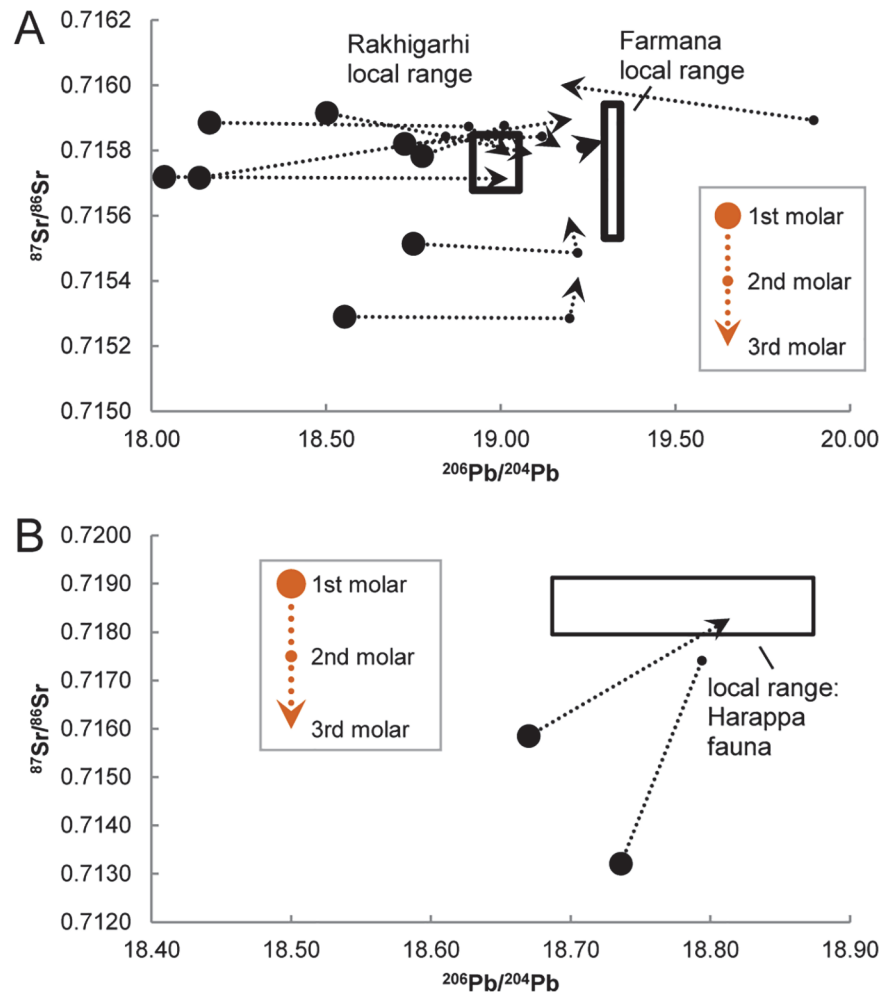 A
0.7162
0.7160
0.7158
0.7156
0.7154
0.7152
0.7150
⁸⁷Sr/⁸⁶Sr
Rakhigarhi
local range
Farmana
local range
1st molar
2nd molar
3rd molar
18.00
18.50
19.00
19.50
20.00
²⁰⁶Pb/²⁰⁴Pb
B
0.7200
0.7190
0.7180
0.7170
0.7160
0.7150
0.7140
0.7130
0.7120
⁸⁷Sr/⁸⁶Sr
1st molar
2nd molar
3rd molar
local range:
Harappa
fauna
18.40
18.50
18.60
18.70
18.80
18.90
²⁰⁶Pb/²⁰⁴Pb